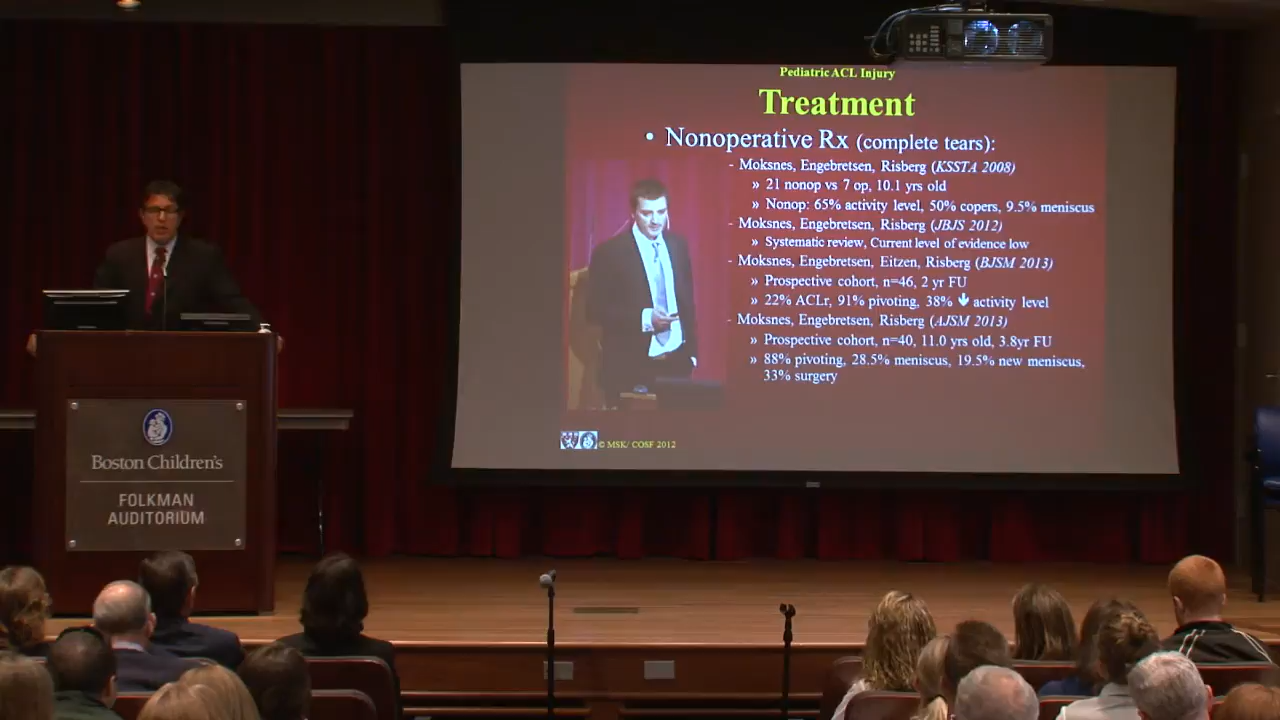 Pediatric ACL Injury
Treatment
• Nonoperative Rx (complete tears):
- Moksnes, Engebretsen, Risberg (KSSTA 2008)
» 21 nonop vs 7 op, 10.1 yrs old
» Nonop: 65% activity level, 50% copers, 9.5% meniscus
- Moksnes, Engebretsen, Risberg (JBJS 2012)
» Systematic review, Current level of evidence low
- Moksnes, Engebretsen, Eitzen, Risberg (BJSM 2013)
» Prospective cohort, n=46, 2 yr FU
» 22% ACLr, 91% pivoting, 38% ↓ activity level
- Moksnes, Engebretsen, Risberg (AJSM 2013)
» Prospective cohort, n=40, 11.0 yrs old, 3.8yr FU
» 88% pivoting, 28.5% meniscus, 19.5% new meniscus,
33% surgery
© MSK/ COSF 2012
Boston Children's
FOLKMAN
AUDITORIUM